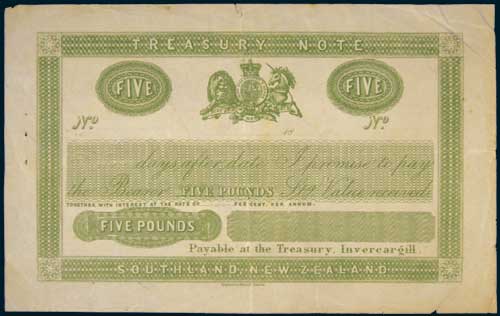 TREASURY NOTE
FIVE FIVE
No No
18
days after date I promise to pay
the Bearer FIVE POUNDS Stg Value received
TOGETHER WITH INTEREST AT THE RATE OF PER CENT. PER ANNUM.
FIVE POUNDS
Payable at the Treasury, Invercargill.
SOUTHLAND, NEW ZEALAND.